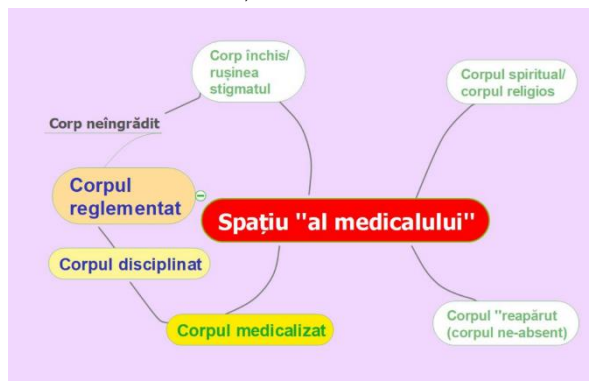 Corp închis/
rușinea
stigmatul
Corpul spiritual/
corpul religios
Corp neîngrădit
Corpul
reglementat
Spațiu "al medicalului"
Corpul disciplinat
Corpul medicalizat
Corpul "reapărut
(corpul ne-absent)